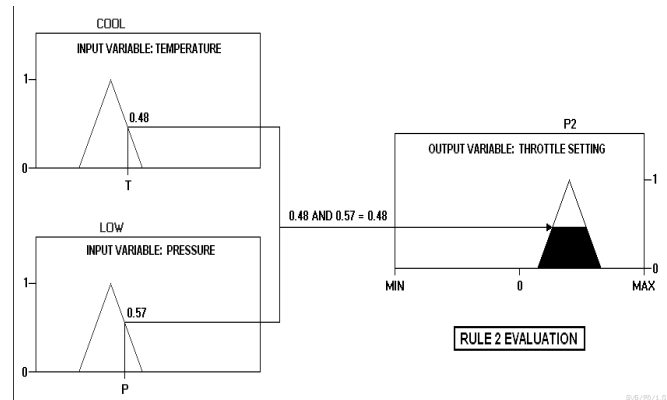 COOL
INPUT VARIABLE: TEMPERATURE
1
0.48
0
T
LOW
INPUT VARIABLE: PRESSURE
1
0.57
0
P
0.48 AND 0.57 = 0.48
P2
OUTPUT VARIABLE: THROTTLE SETTING
1
0
MIN
0
MAX
RULE 2 EVALUATION